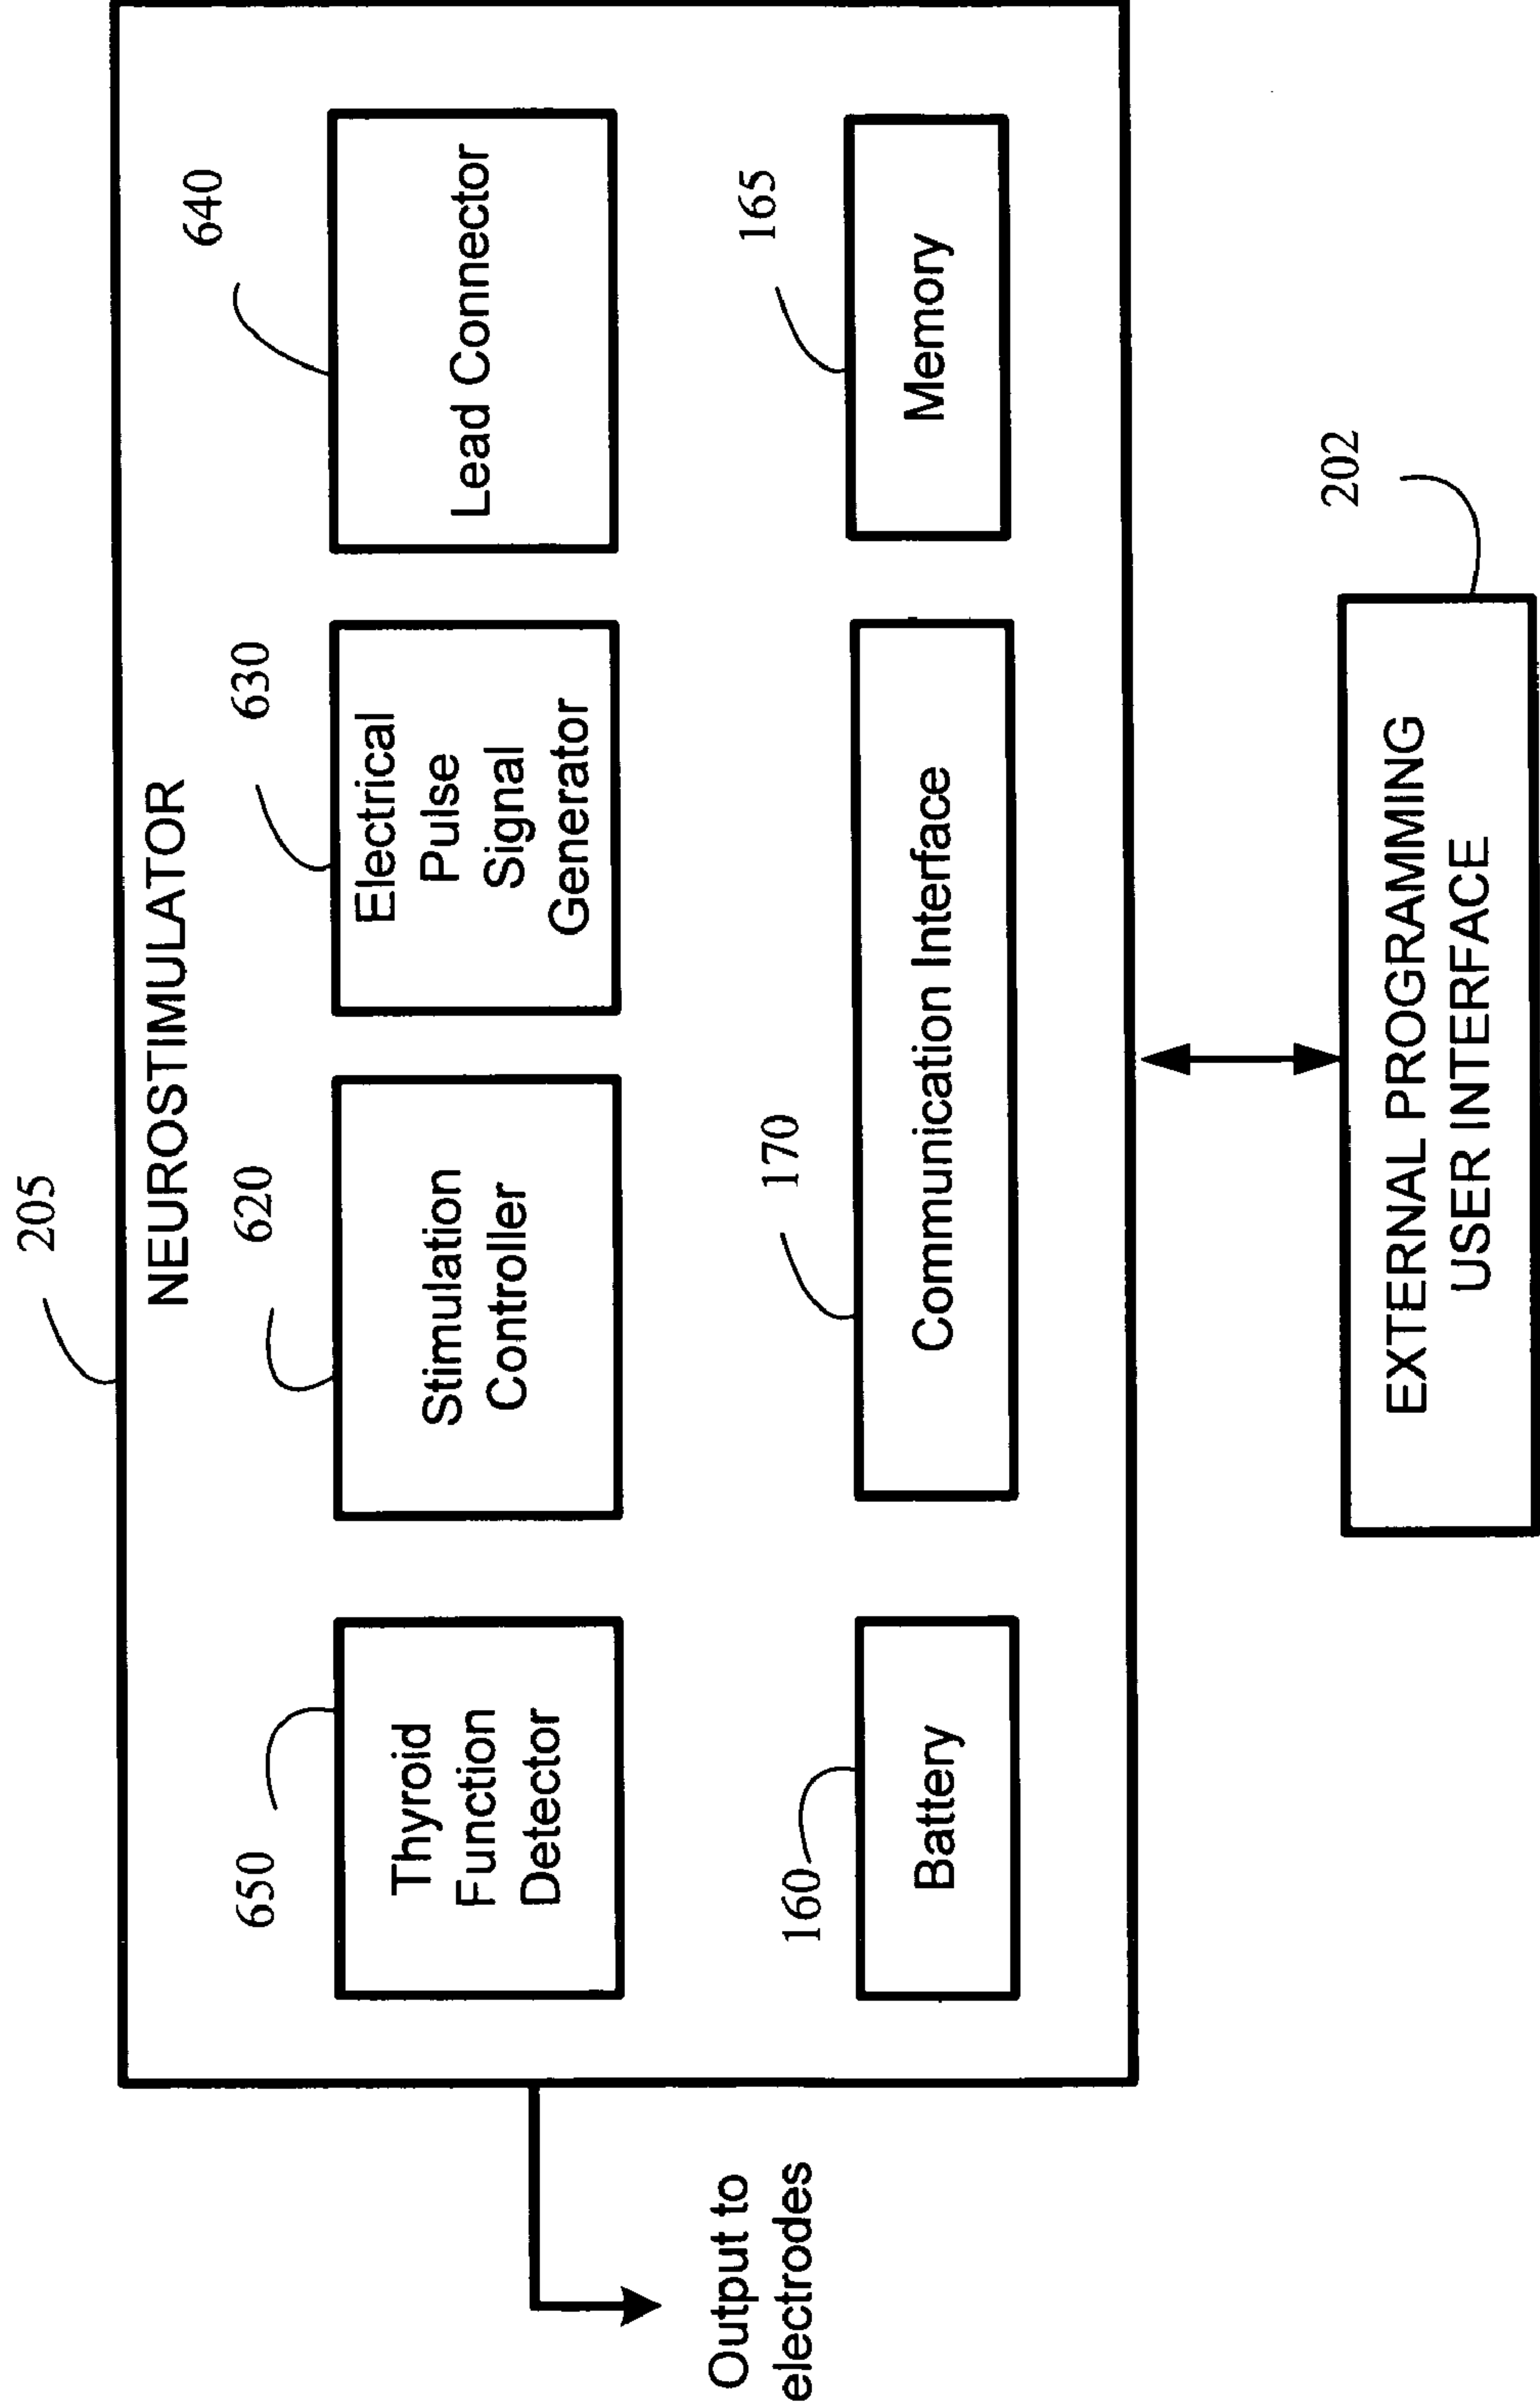 205
NEUROSTIMULATOR
650
620
630
640
Thyroid
Function
Detector
Stimulation
Controller
Electrical
Pulse
Signal
Generator
Lead Connector
160
170
165
Battery
Communication Interface
Memory
Output to
electrodes
202
EXTERNAL PROGRAMMING
USER INTERFACE